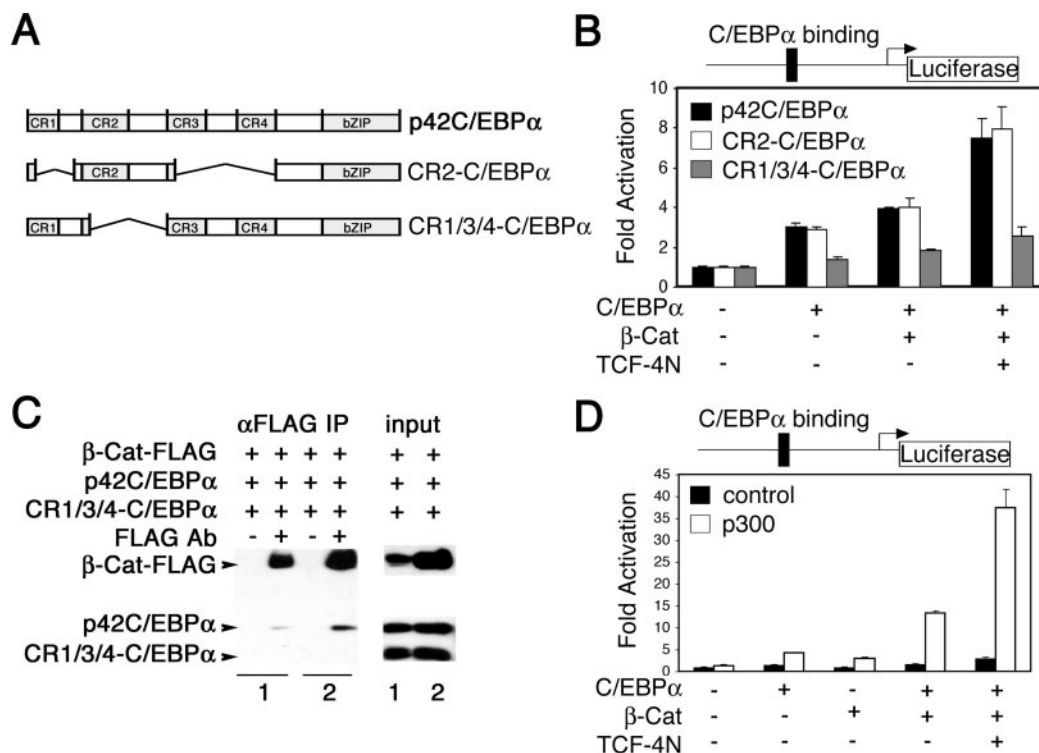 A
CR1 CR2 CR3 CR4 bZIP p42C/EBPα
CR2 bZIP CR2-C/EBPα
CR1 CR3 CR4 bZIP CR1/3/4-C/EBPα
B
C/EBPα binding
Luciferase
Fold Activation
10
8
6
4
2
0
p42C/EBPα
CR2-C/EBPα
CR1/3/4-C/EBPα
C/EBPα - + + +
β-Cat - - + +
TCF-4N - - - +
C
αFLAG IP input
β-Cat-FLAG + + + + + +
p42C/EBPα + + + + + +
CR1/3/4-C/EBPα + + + + + +
FLAG Ab - + - +
β-Cat-FLAG
p42C/EBPα
CR1/3/4-C/EBPα
1 2 1 2
D
C/EBPα binding
Luciferase
Fold Activation
45
40
35
30
25
20
15
10
5
0
control
p300
C/EBPα - + - + +
β-Cat - - + + +
TCF-4N - - - - +